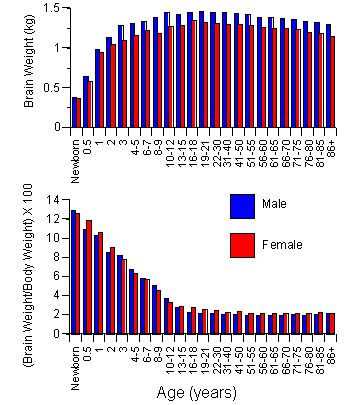 Brain Weight (kg)
1.5
1
0.5
0
Newborn 0.5 1 2 3 4-5 6-7 8-9 10-12 13-15 16-18 19-21 22-30 31-40 41-50 51-55 56-60 61-65 66-70 71-75 76-80 81-85 86+
(Brain Weight/Body Weight) X 100
14
12
10
8
6
4
2
0
Male
Female
Newborn 0.5 1 2 3 4-5 6-7 8-9 10-12 13-15 16-18 19-21 22-30 31-40 41-50 51-55 56-60 61-65 66-70 71-75 76-80 81-85 86+
Age (years)